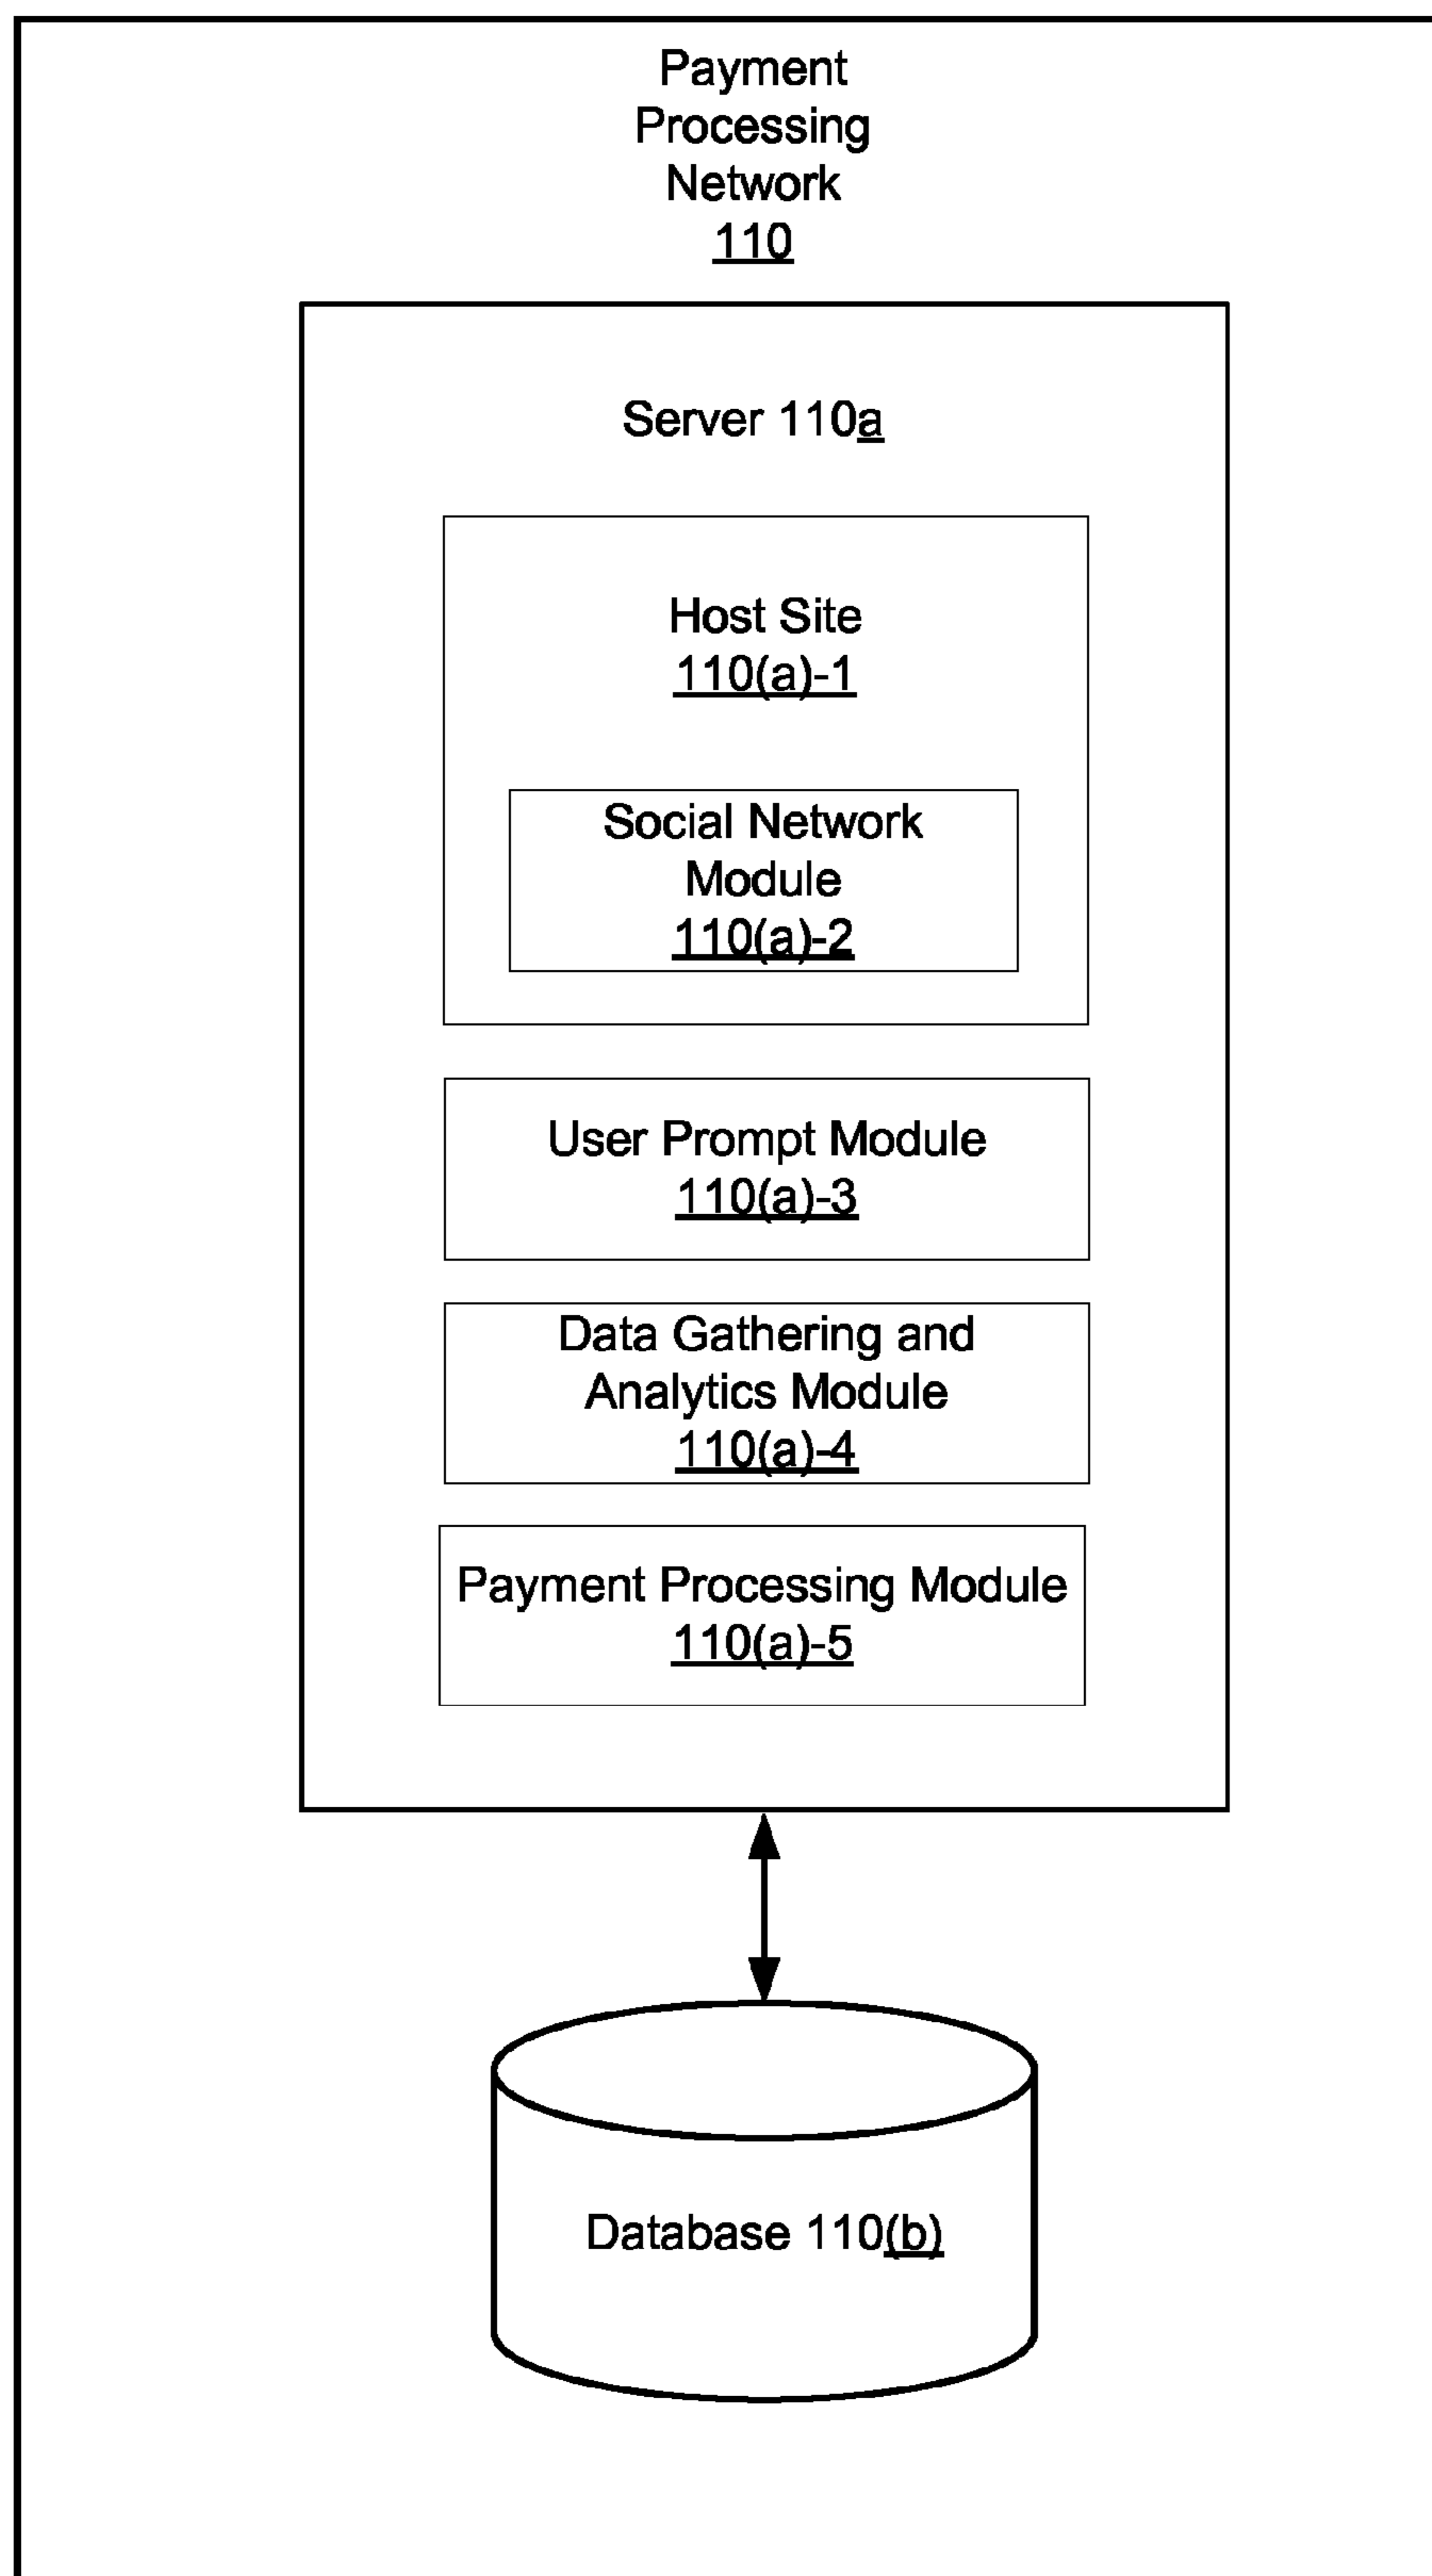 Payment
Processing
Network
110
Server 110a
Host Site
110(a)-1
Social Network
Module
110(a)-2
User Prompt Module
110(a)-3
Data Gathering and
Analytics Module
110(a)-4
Payment Processing Module
110(a)-5
Database 110(b)